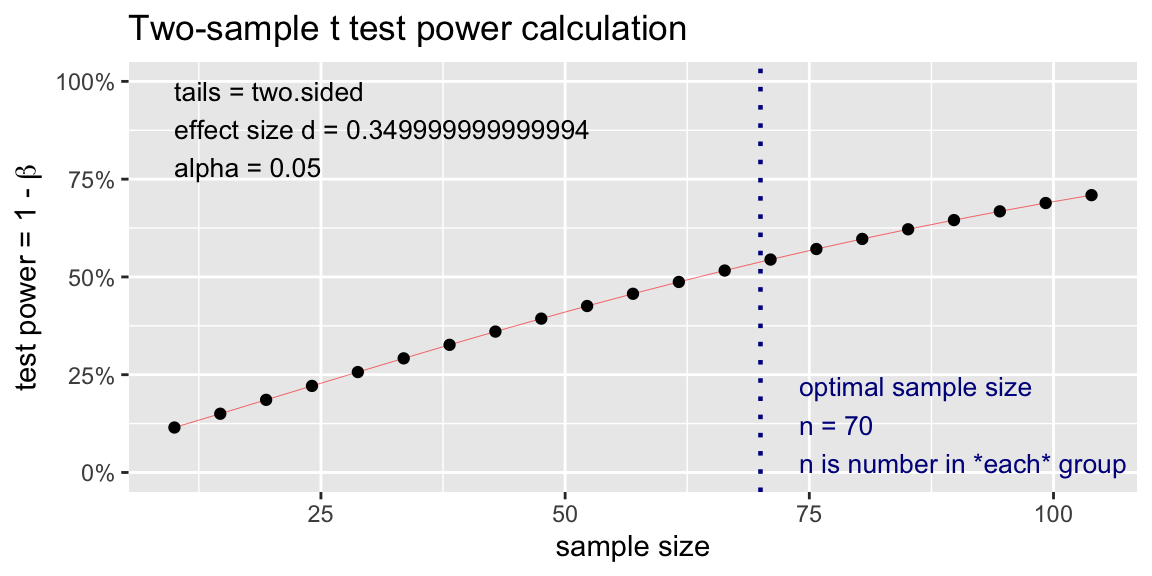 Two-sample t test power calculation
test power = 1 - β
100%
75%
50%
25%
0%
tails = two.sided
effect size d = 0.349999999999994
alpha = 0.05
optimal sample size
n = 70
n is number in *each* group
25
50
75
100
sample size